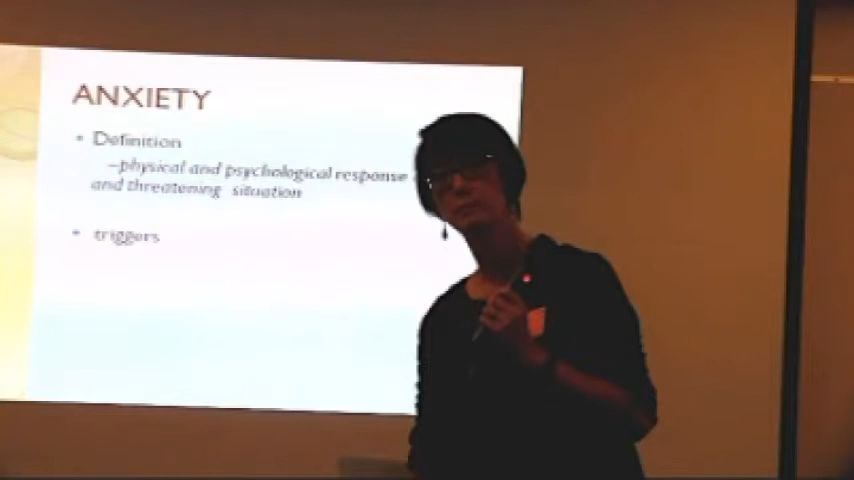 ANXIETY
• Definition
–physical and psychological response
and threatening situation
• triggers